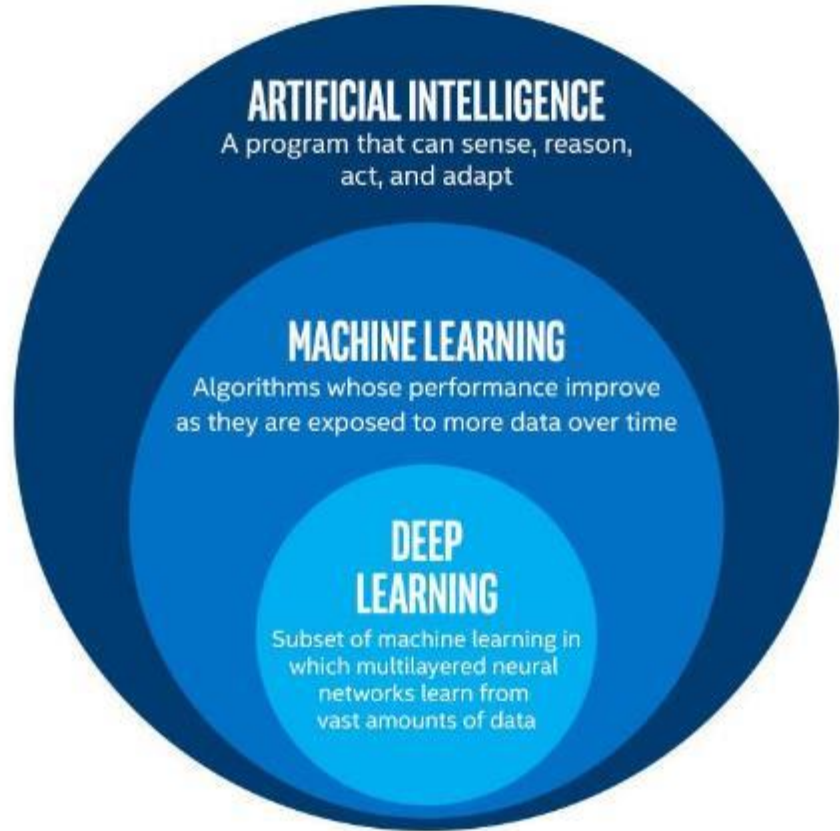 ARTIFICIAL INTELLIGENCE
A program that can sense, reason,
act, and adapt
MACHINE LEARNING
Algorithms whose performance improve
as they are exposed to more data over time
DEEP
LEARNING
Subset of machine learning in
which multilayered neural
networks learn from
vast amounts of data